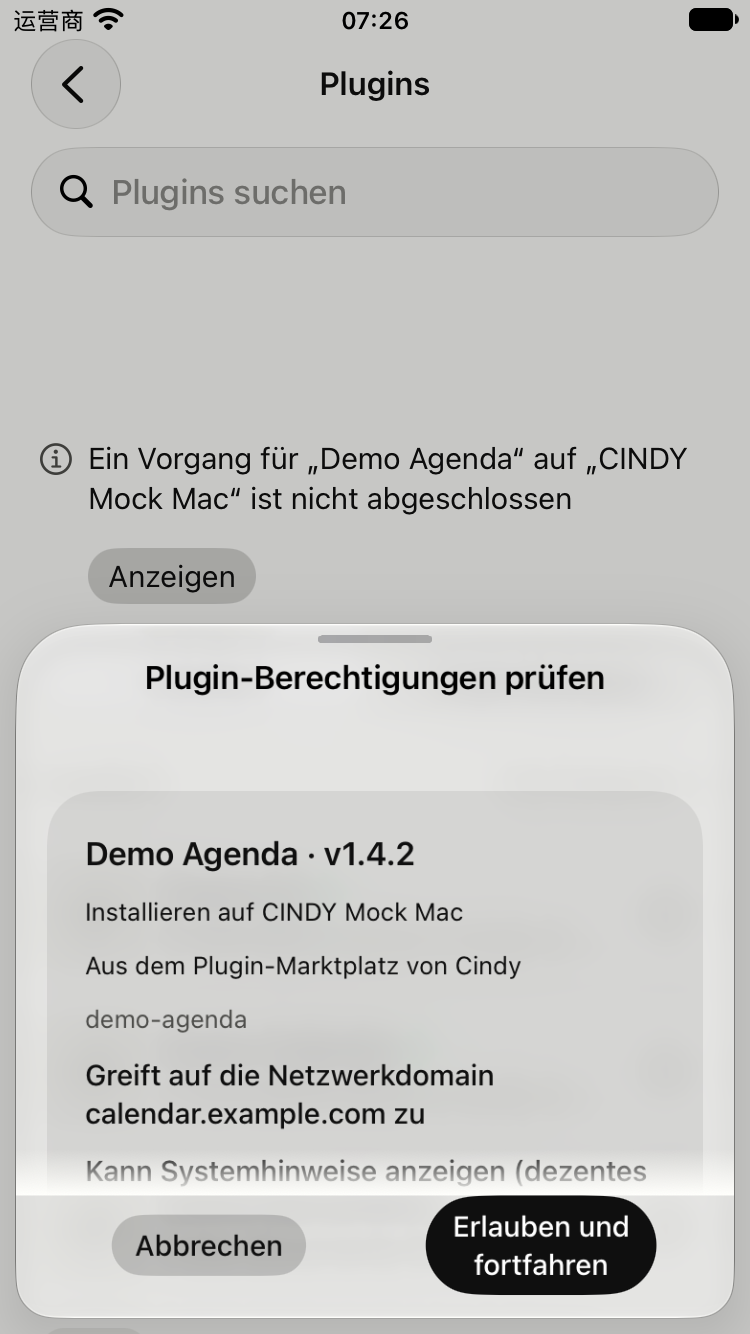 运营商
07:26
Plugins
Plugins suchen
Ein Vorgang für „Demo Agenda“ auf „CINDY
Mock Mac“ ist nicht abgeschlossen
Anzeigen
Plugin-Berechtigungen prüfen
Demo Agenda · v1.4.2
Installieren auf CINDY Mock Mac
Aus dem Plugin-Marktplatz von Cindy
demo-agenda
Greift auf die Netzwerkdomain
calendar.example.com zu
Kann Systemhinweise anzeigen (dezentes
Abbrechen
Erlauben und
fortfahren